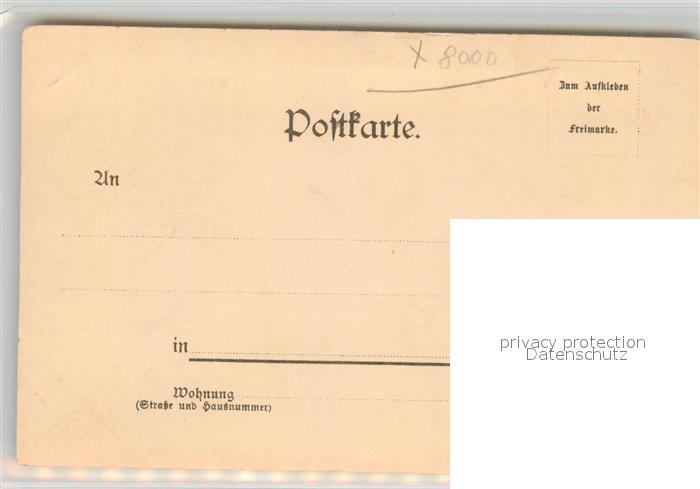 X 8000
Zum Aufkleben
der
Freimarke.
Postkarte.
An
in
Wohnung
(Straße und Hausnummer)
privacy protection
Datenschutz